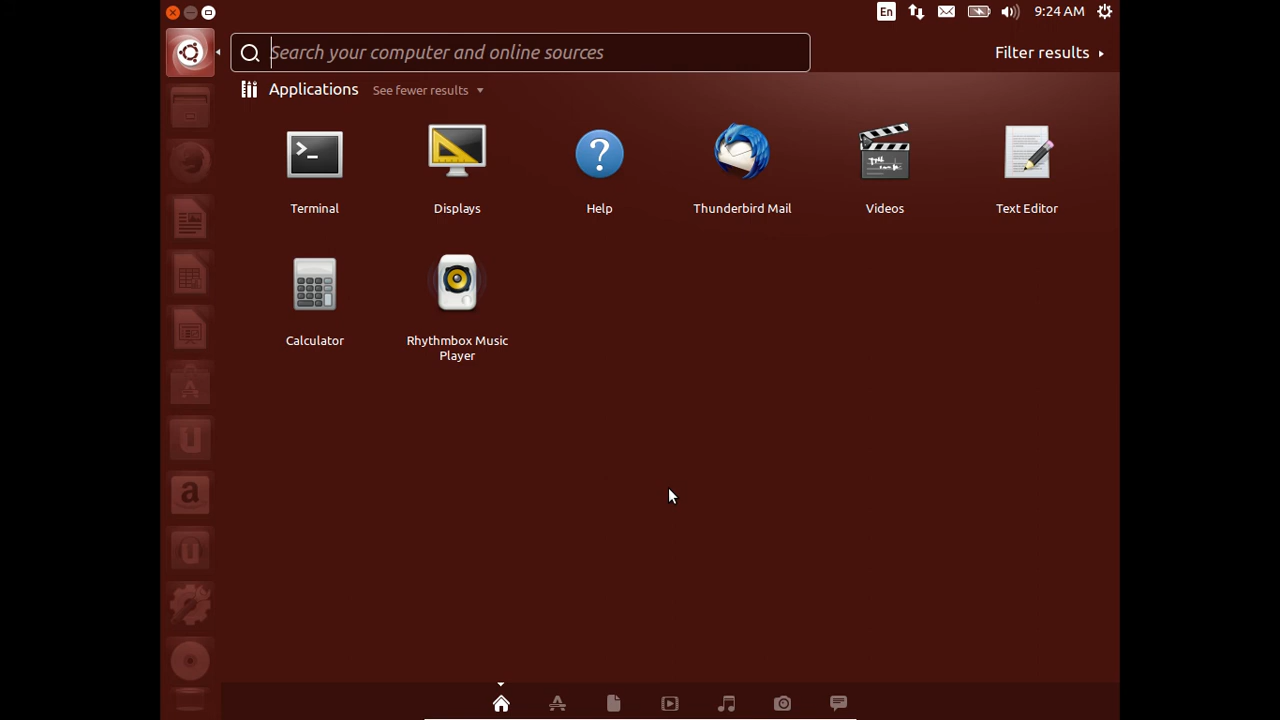 En
9:24 AM
Search your computer and online sources
Filter results
Applications
See fewer results
Terminal
Displays
Help
Thunderbird Mail
Videos
Text Editor
Calculator
Rhythmbox Music
Player